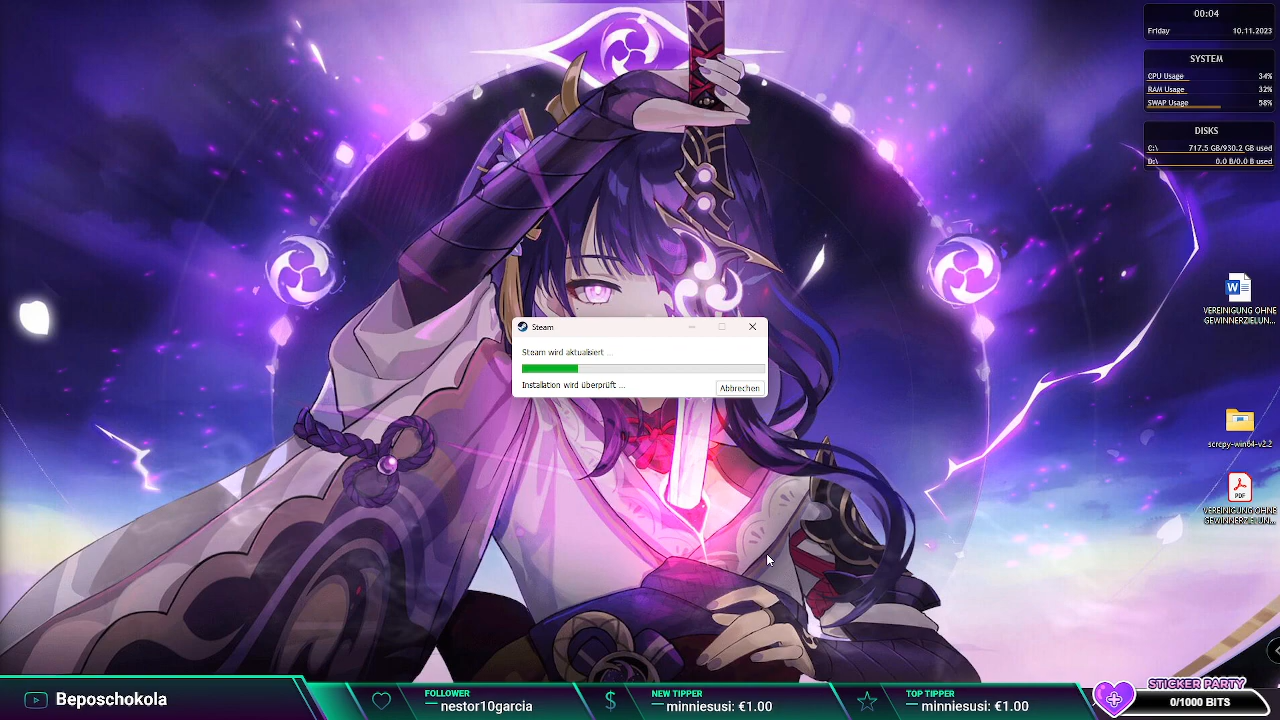 00:04
Friday 10.11.2023
SYSTEM
CPU Usage 34%
RAM Usage 32%
SWAP Usage 58%
DISKS
C:\ 717.5 GB/930.2 GB used
D:\ 0.0 B/0.0 B used
VEREINIGUNG OHNE
GEWINNERZIELUN...
Steam
Steam wird aktualisiert ...
Installation wird überprüft ...
Abbrechen
scrcpy-win64-v2.2
PDF
VEREINIGUNG OHNE
GEWINNERZIELUN...
Beposchokola
FOLLOWER
nestor10garcia
$
NEW TIPPER
minniesusi: €1.00
TOP TIPPER
minniesusi: €1.00
STICKER PARTY
0/1000 BITS